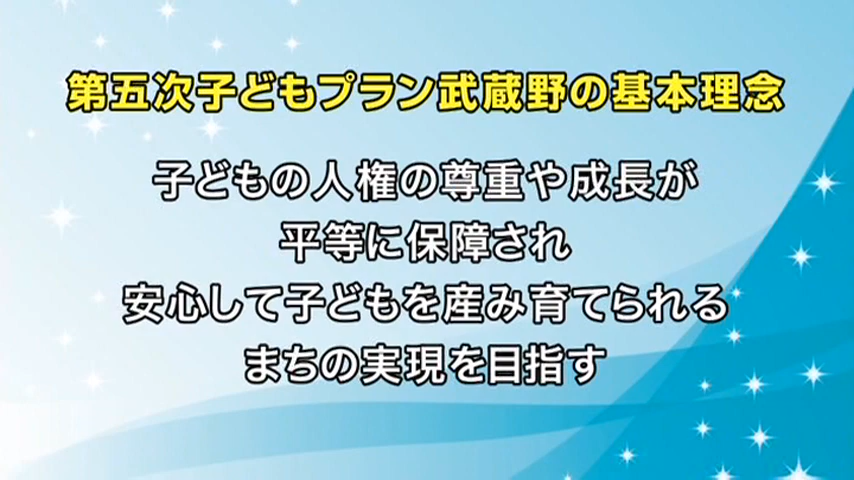 第五次子どもプラン武蔵野の基本理念
子どもの人権の尊重や成長が
平等に保障され
安心して子どもを産み育てられる
まちの実現を目指す